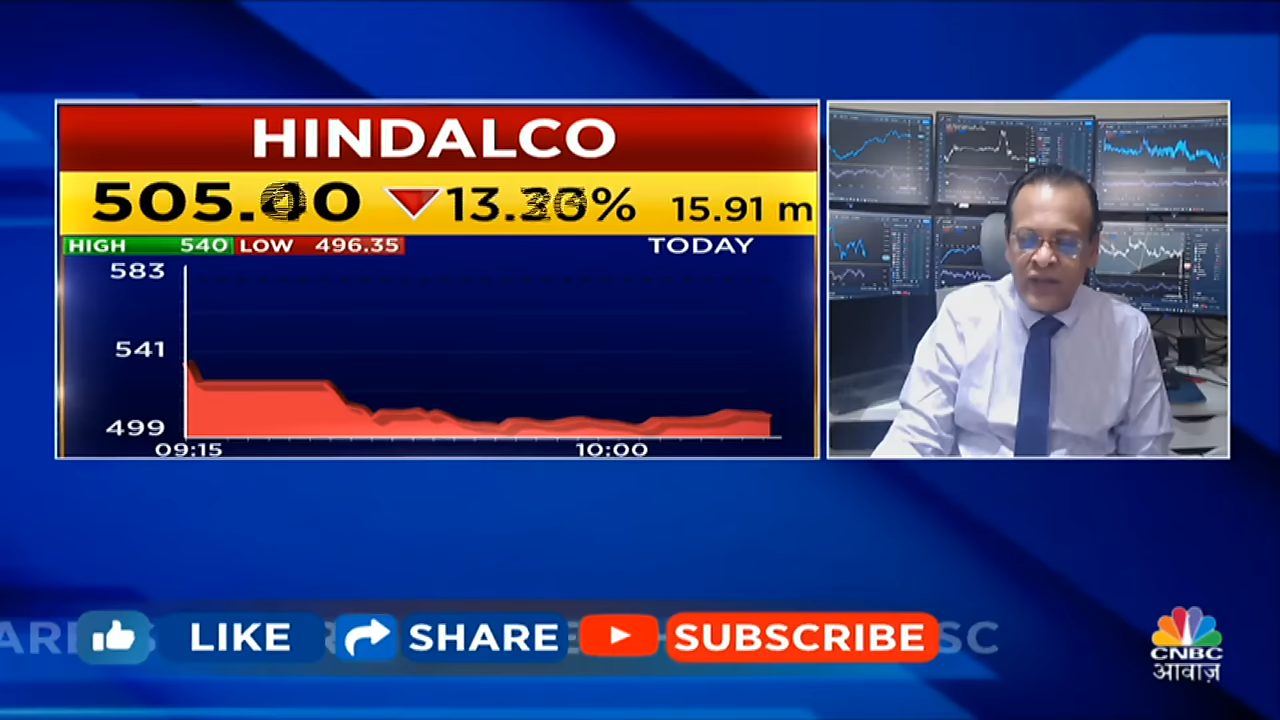 HINDALCO
13.
15.91 m
HIGH 540 LOW 496.35
TODAY
583
541
499
09:15 10:00
LIKE SHARE SUBSCRIBE
CNBC
आवाज़